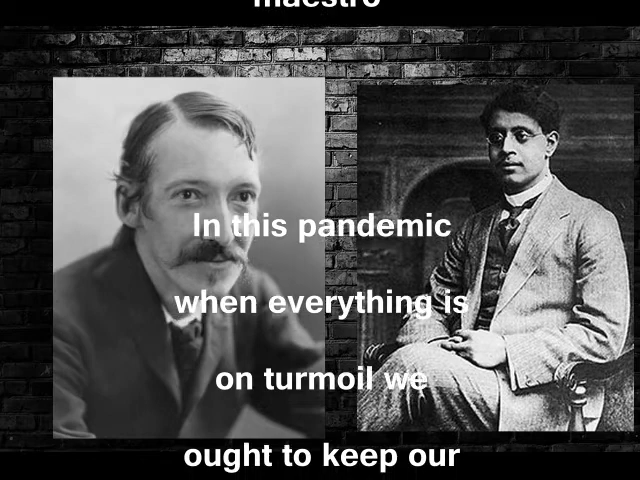 maestro
In this pandemic
when everything is
on turmoil we
ought to keep our